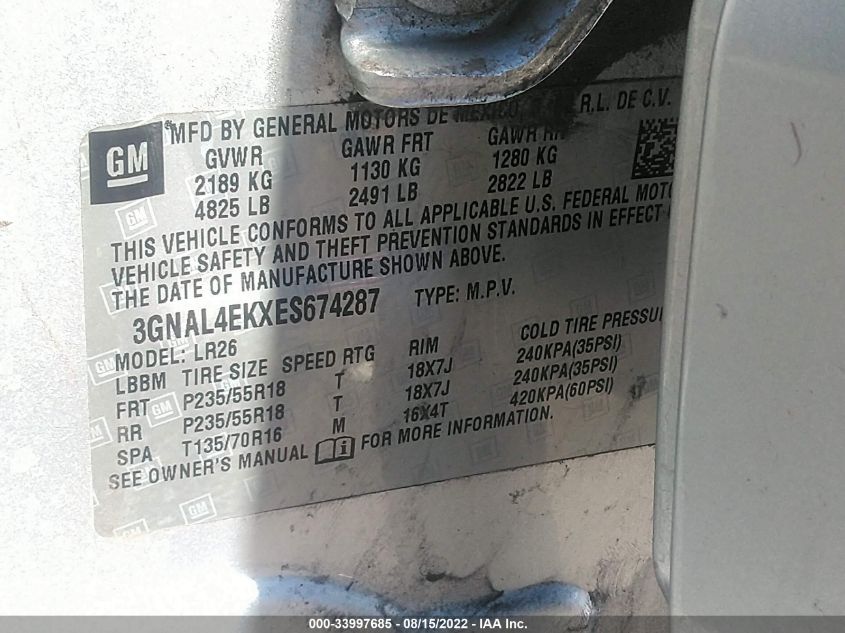 GM
*MFD BY GENERAL MOTORS DE MEXICO, R.L. DE C.V.
GVWR GAWR FRT GAWR RR
2189 KG 1130 KG 1280 KG
4825 LB 2491 LB 2822 LB
THIS VEHICLE CONFORMS TO ALL APPLICABLE U.S. FEDERAL
VEHICLE SAFETY AND THEFT PREVENTION STANDARDS IN EFFECT
THE DATE OF MANUFACTURE SHOWN ABOVE.
3GNAL4EKXES674287 TYPE: M.P.V.
MODEL: LR26
LBBM TIRE SIZE SPEED RTG RIM COLD TIRE
FRT P235/55R18 T 18X7J 240KPA(35PSI)
RR P235/55R18 T 18X7J 240KPA(35PSI)
SPA T135/70R16 M 16X4T 420KPA(60PSI)
SEE OWNER'S MANUAL FOR MORE INFORMATION.
000-33997685 - 08/15/2022 - IAA Inc.